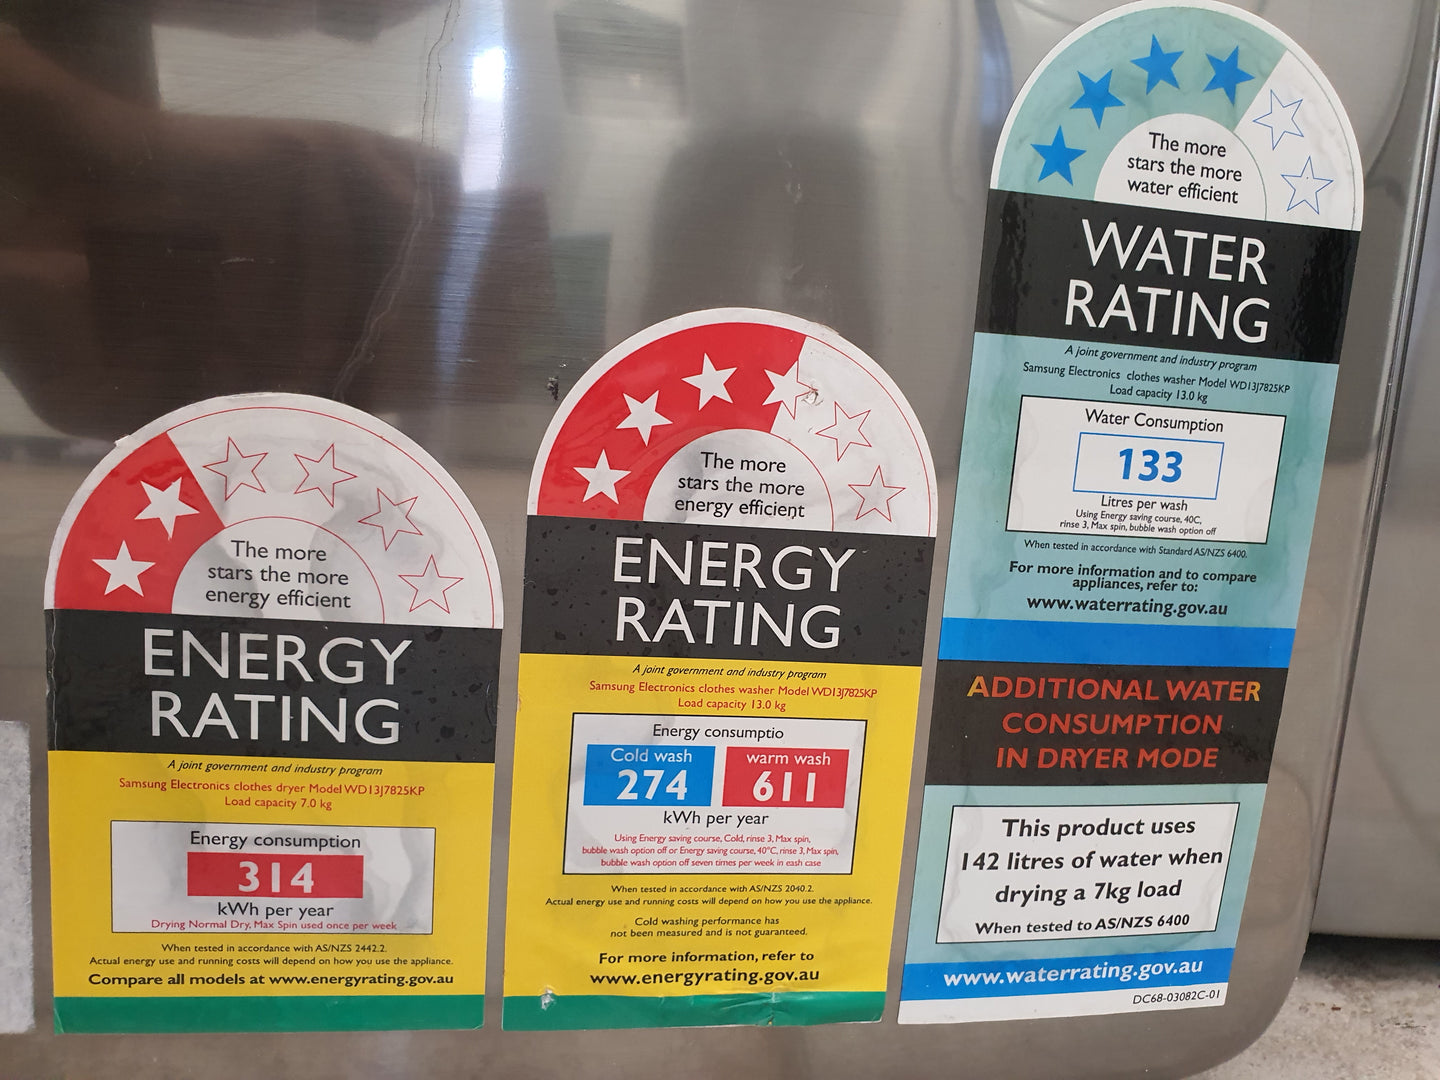 The more
stars the more
energy efficient
ENERGY
RATING
A joint government and industry program
Samsung Electronics clothes dryer Model WD13J7825KP
Load capacity 7.0 kg
Energy consumption
314
kWh per year
Drying Normal Dry, Max Spin used once per week
When tested in accordance with AS/NZS 2442.2.
Actual energy use and running costs will depend on how you use the appliance.
Compare all models at www.energyrating.gov.au
The more
stars the more
energy efficient
ENERGY
RATING
A joint government and industry program
Samsung Electronics clothes washer Model WD13J7825KP
Load capacity 13.0 kg
Energy consumptio
Cold wash
274
warm wash
611
kWh per year
Using Energy saving course, Cold, rinse 3, Max spin,
bubble wash option off or Energy saving course, 40°C, rinse 3, Max spin,
bubble wash option off seven times per week in eash case
When tested in accordance with AS/NZS 2040.2.
Actual energy use and running costs will depend on how you use the appliance.
Cold washing performance has
not been measured and is not guaranteed.
For more information, refer to
www.energyrating.gov.au
The more
stars the more
water efficient
WATER
RATING
A joint government and industry program
Samsung Electronics clothes washer Model WD13J7825KP
Load capacity 13.0 kg
Water Consumption
133
Litres per wash
Using Energy saving course, 40C,
rinse 3, Max spin, bubble wash option off
When tested in accordance with Standard AS/NZS 6400.
For more information and to compare
appliances, refer to:
www.waterrating.gov.au
ADDITIONAL WATER
CONSUMPTION
IN DRYER MODE
This product uses
142 litres of water when
drying a 7kg load
When tested to AS/NZS 6400
www.waterrating.gov.au
DC68-03082C-01